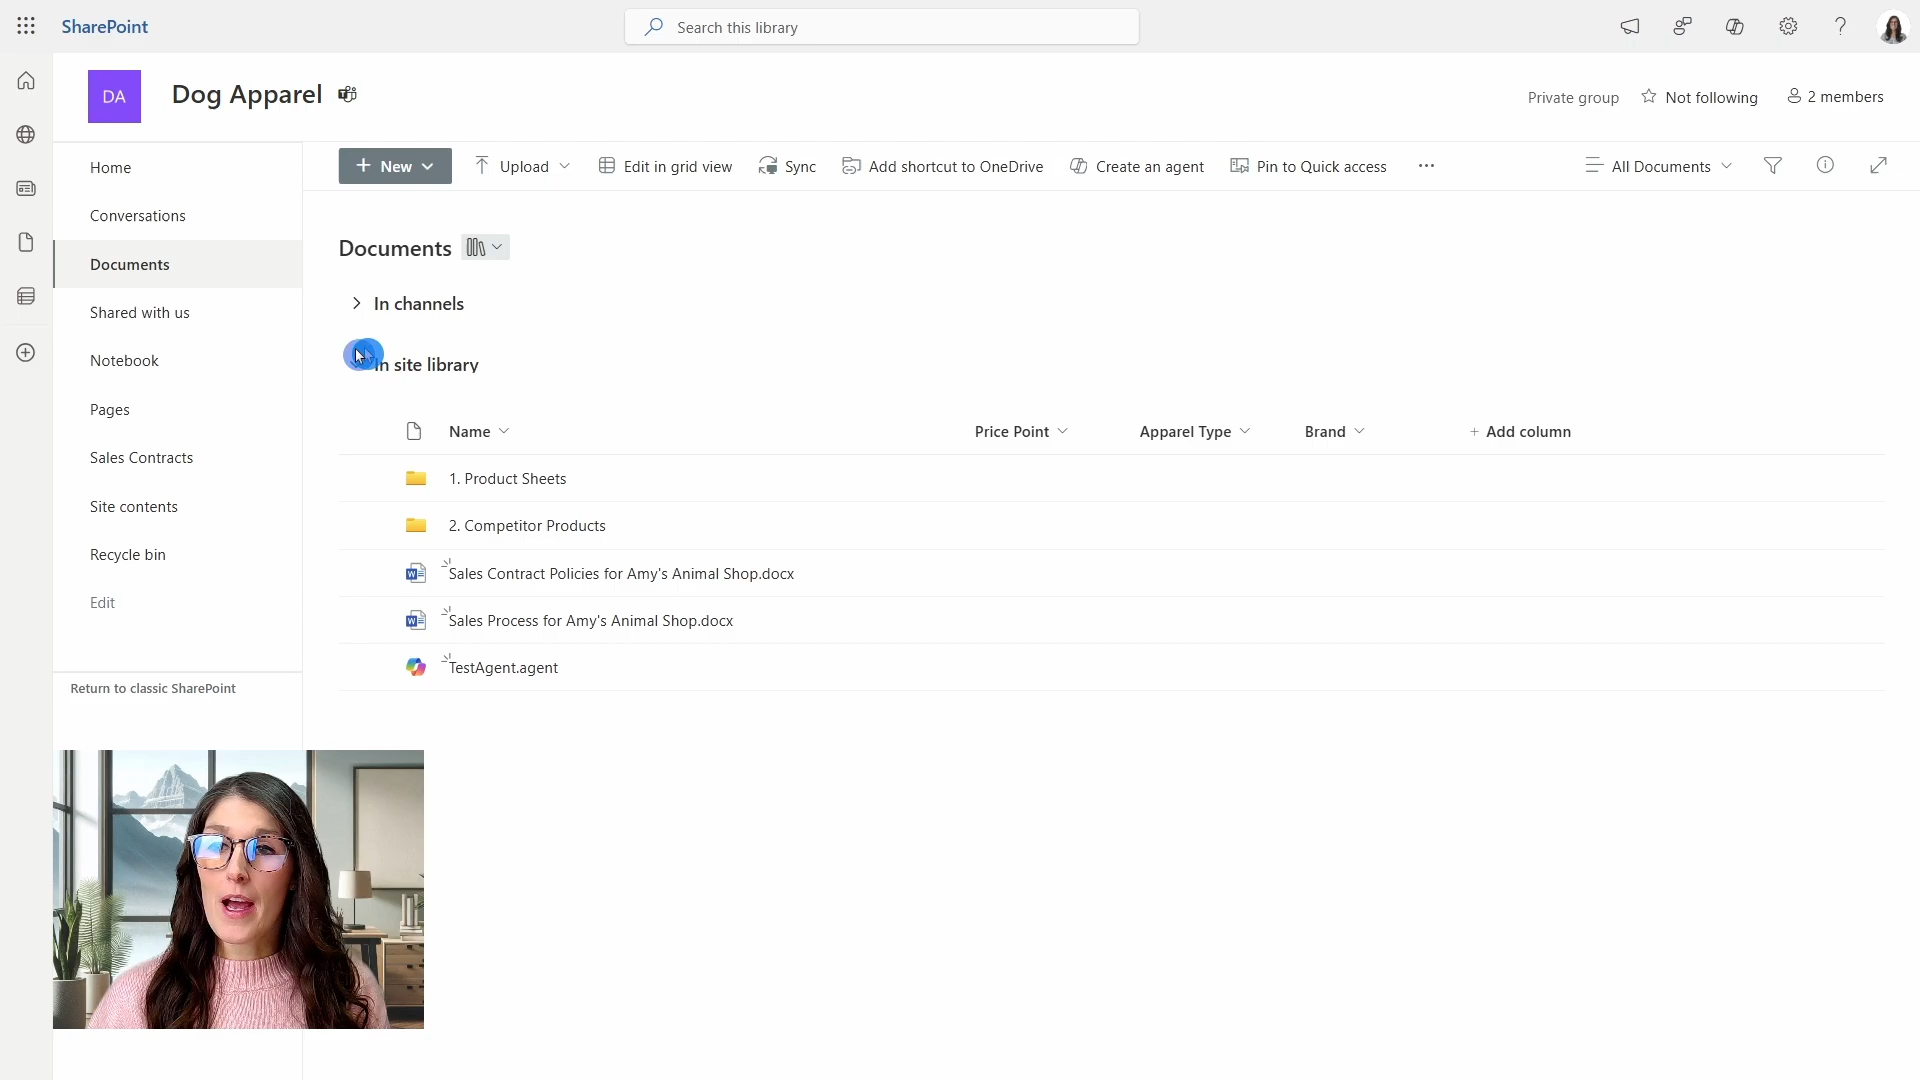 SharePoint
Search this library
DA
Dog Apparel
Private group
Not following
2 members
Home
Conversations
Documents
Shared with us
Notebook
Pages
Sales Contracts
Site contents
Recycle bin
Edit
Return to classic SharePoint
+ New
Upload
Edit in grid view
Sync
Add shortcut to OneDrive
Create an agent
Pin to Quick access
...
All Documents
Documents
In channels
In site library
Name
Price Point
Apparel Type
Brand
+ Add column
1. Product Sheets
2. Competitor Products
Sales Contract Policies for Amy's Animal Shop.docx
Sales Process for Amy's Animal Shop.docx
TestAgent.agent